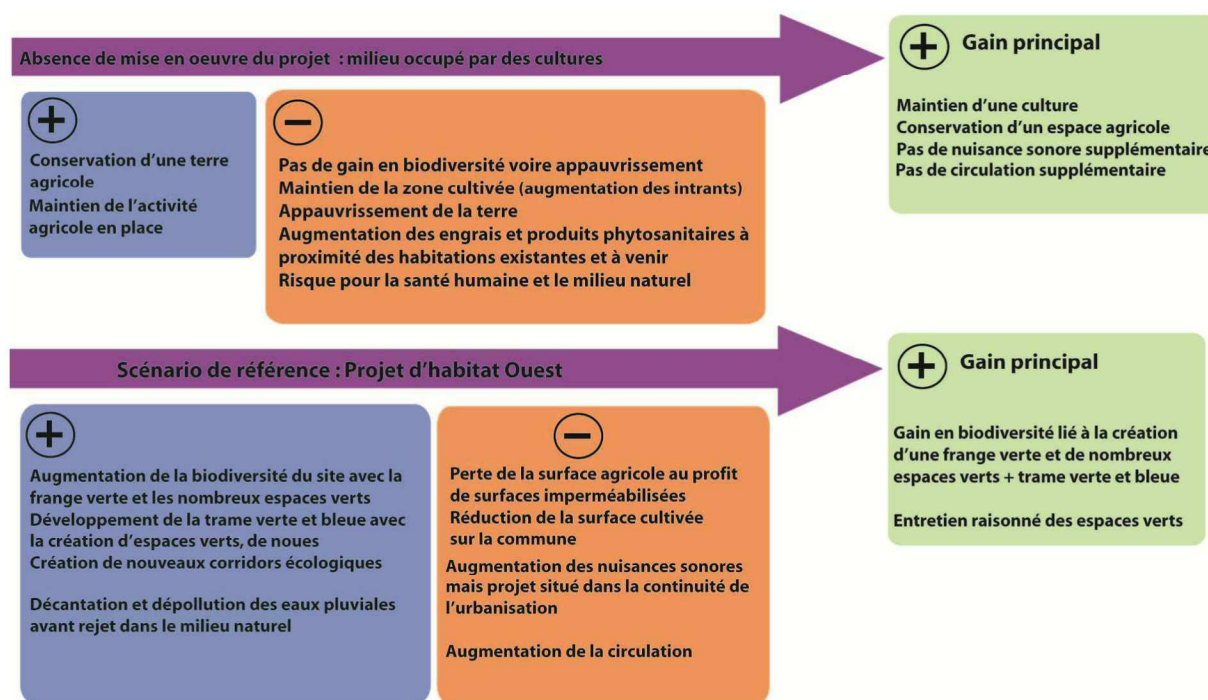 Absence de mise en oeuvre du projet : milieu occupé par des cultures
+
Conservation d'une terre
agricole
Maintien de l'activité
agricole en place
−
Pas de gain en biodiversité voire appauvrissement
Maintien de la zone cultivée (augmentation des intrants)
Appauvrissement de la terre
Augmentation des engrais et produits phytosanitaires à
proximité des habitations existantes et à venir
Risque pour la santé humaine et le milieu naturel
+ Gain principal
Maintien d'une culture
Conservation d'un espace agricole
Pas de nuisance sonore supplémentaire
Pas de circulation supplémentaire
Scénario de référence : Projet d'habitat Ouest
+
Augmentation de la biodiversité du site avec la
frange verte et les nombreux espaces verts
Développement de la trame verte et bleue avec
la création d'espaces verts, de noues
Création de nouveaux corridors écologiques
Décantation et dépollution des eaux pluviales
avant rejet dans le milieu naturel
−
Perte de la surface agricole au profit
de surfaces imperméabilisées
Réduction de la surface cultivée
sur la commune
Augmentation des nuisances sonores
mais projet situé dans la continuité de
l'urbanisation
Augmentation de la circulation
+ Gain principal
Gain en biodiversité lié à la création
d'une frange verte et de nombreux
espaces verts + trame verte et bleue
Entretien raisonné des espaces verts